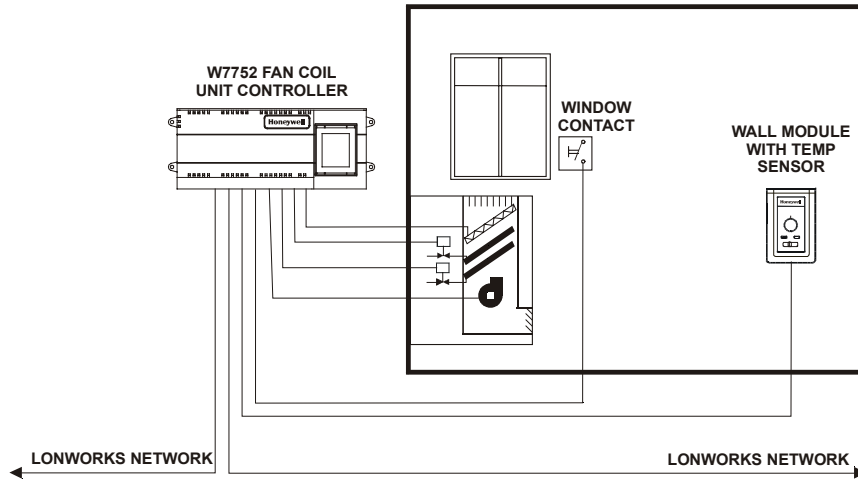 W7752 FAN COIL
UNIT CONTROLLER
Honeywell
WINDOW
CONTACT
WALL MODULE
WITH TEMP
SENSOR
Honeywell
LONWORKS NETWORK
LONWORKS NETWORK